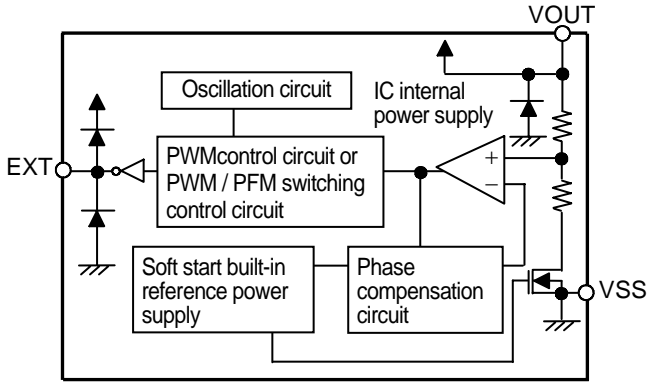 VOUT
Oscillation circuit
IC internal
power supply
EXT
PWMcontrol circuit or
PWM / PFM switching
control circuit
+
−
Soft start built-in
reference power
supply
Phase
compensation
circuit
VSS